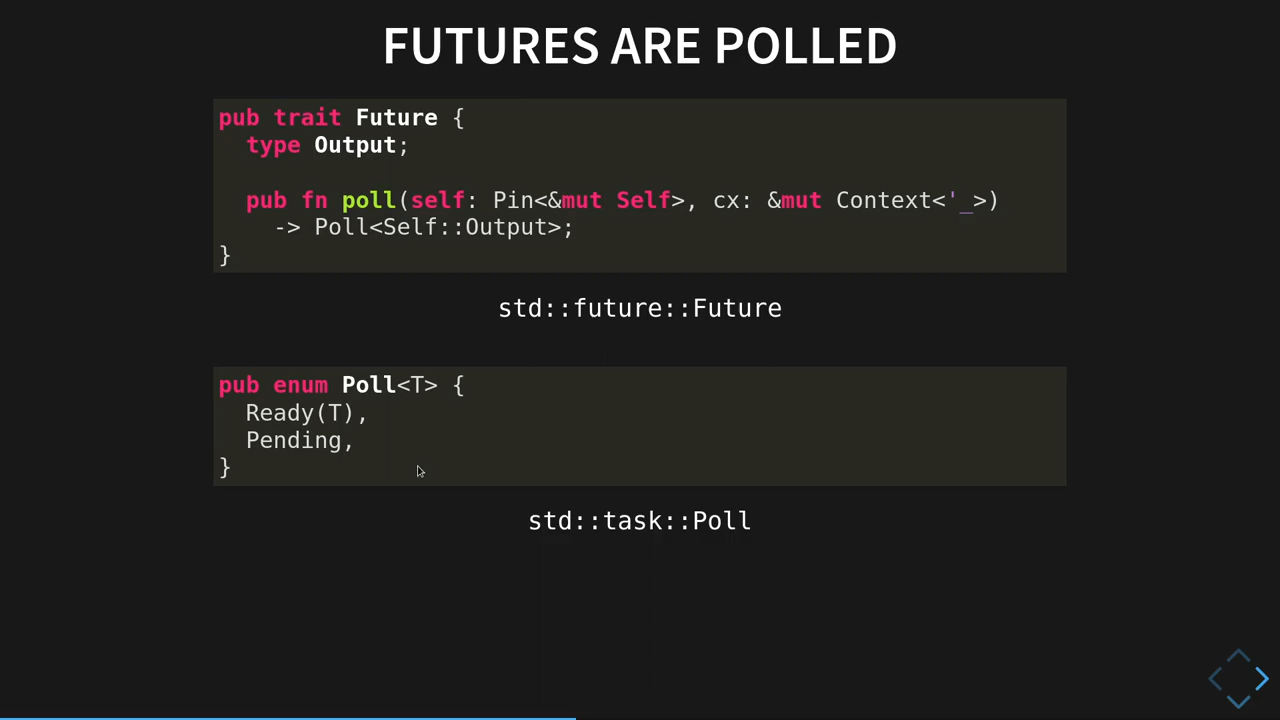 FUTURES ARE POLLED
pub trait Future {
  type Output;

  pub fn poll(self: Pin<&mut Self>, cx: &mut Context<'_>)
    -> Poll<Self::Output>;
}
std::future::Future
pub enum Poll<T> {
  Ready(T),
  Pending,
}
std::task::Poll